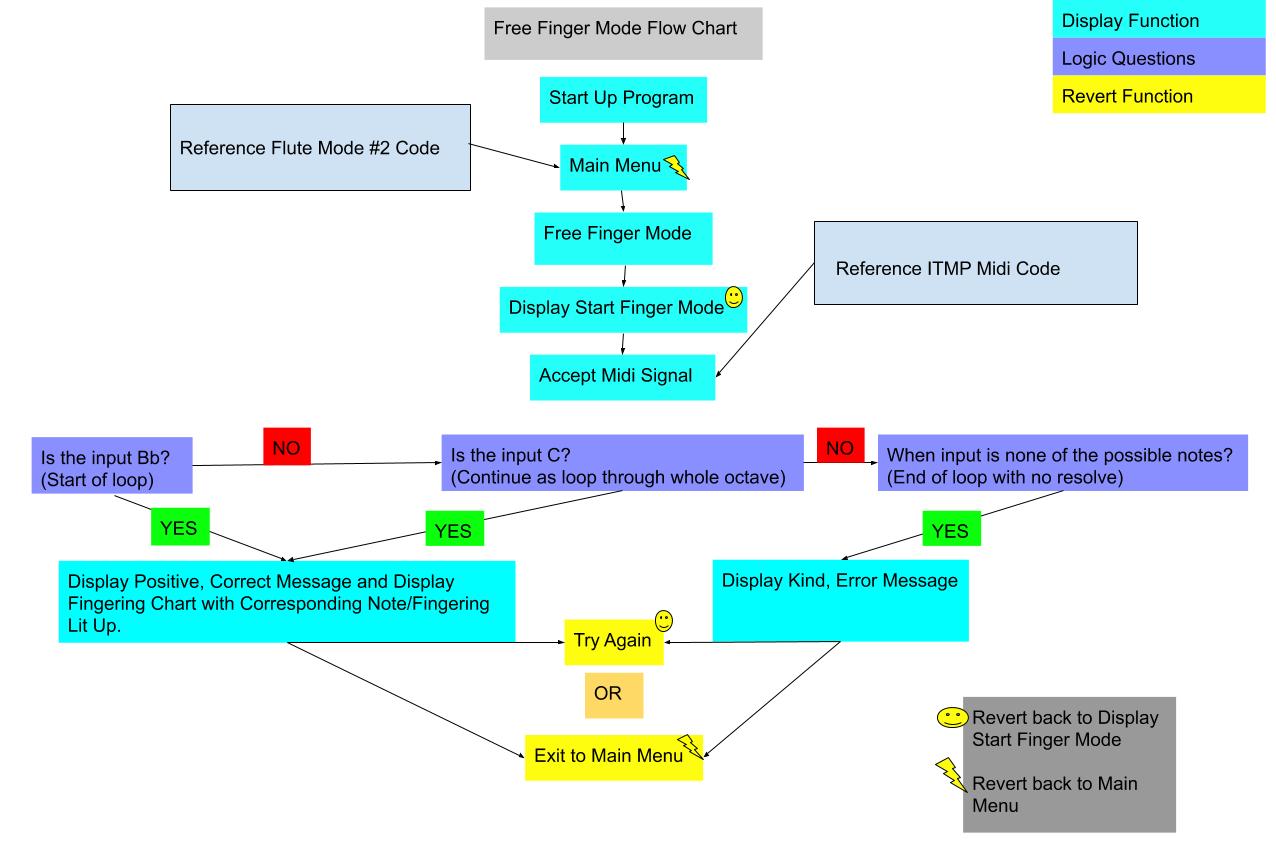 Free Finger Mode Flow Chart
Display Function
Logic Questions
Revert Function
Start Up Program
Reference Flute Mode #2 Code
Main Menu
Free Finger Mode
Reference ITMP Midi Code
Display Start Finger Mode
Accept Midi Signal
Is the input Bb?
(Start of loop)
NO
Is the input C?
(Continue as loop through whole octave)
NO
When input is none of the possible notes?
(End of loop with no resolve)
YES
YES
YES
Display Positive, Correct Message and Display
Fingering Chart with Corresponding Note/Fingering
Lit Up.
Display Kind, Error Message
Try Again
OR
Exit to Main Menu
Revert back to Display
Start Finger Mode
Revert back to Main
Menu